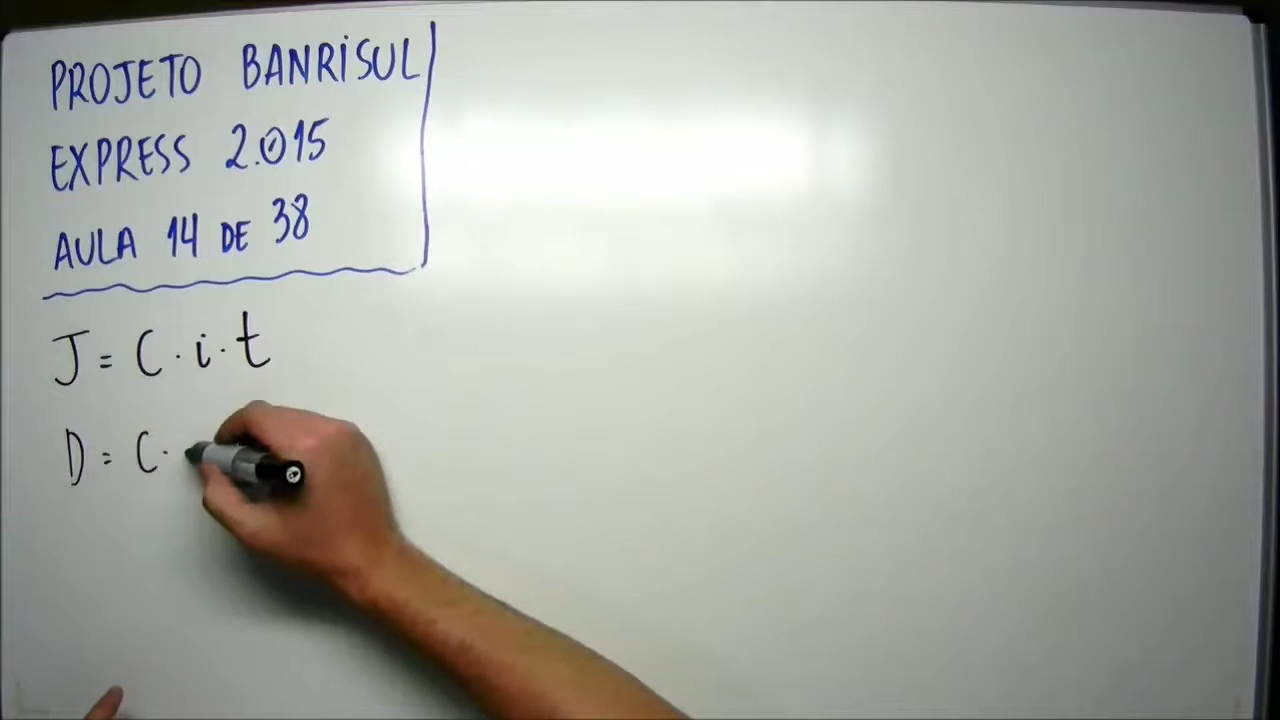 PROJETO BANRISUL
EXPRESS 2.015
AULA 14 DE 38
J = C · i · t
D = C ·